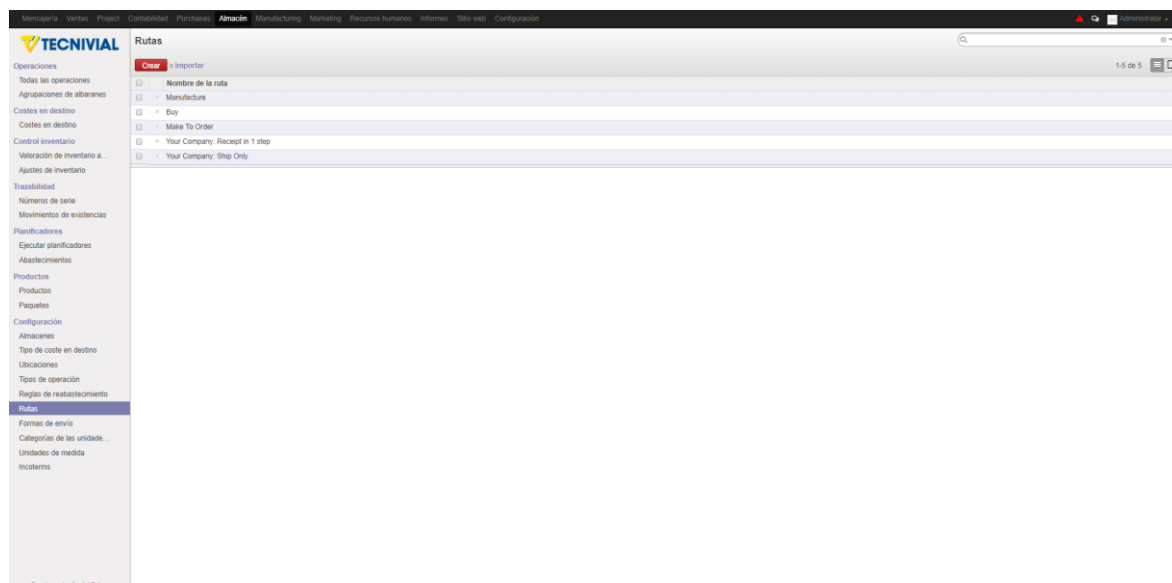 Mensajería Ventas Project Contabilidad Purchases Almacén Manufacturing Marketing Recursos humanos Informes Sitio web Configuración Administrator
TECNIVIAL
Rutas
Crear o Importar
1-5 de 5
Operaciones
Todas las operaciones
Agrupaciones de albaranes
Costes en destino
Costes en destino
Control inventario
Valoración de inventario a...
Ajustes de inventario
Trazabilidad
Números de serie
Movimientos de existencias
Planificadores
Ejecutar planificadores
Abastecimientos
Productos
Productos
Paquetes
Configuración
Almacenes
Tipo de coste en destino
Ubicaciones
Tipos de operación
Reglas de reabastecimiento
Rutas
Formas de envío
Categorías de las unidade...
Unidades de medida
Incoterms
Nombre de la ruta
Manufacture
Buy
Make To Order
Your Company: Receipt in 1 step
Your Company: Ship Only